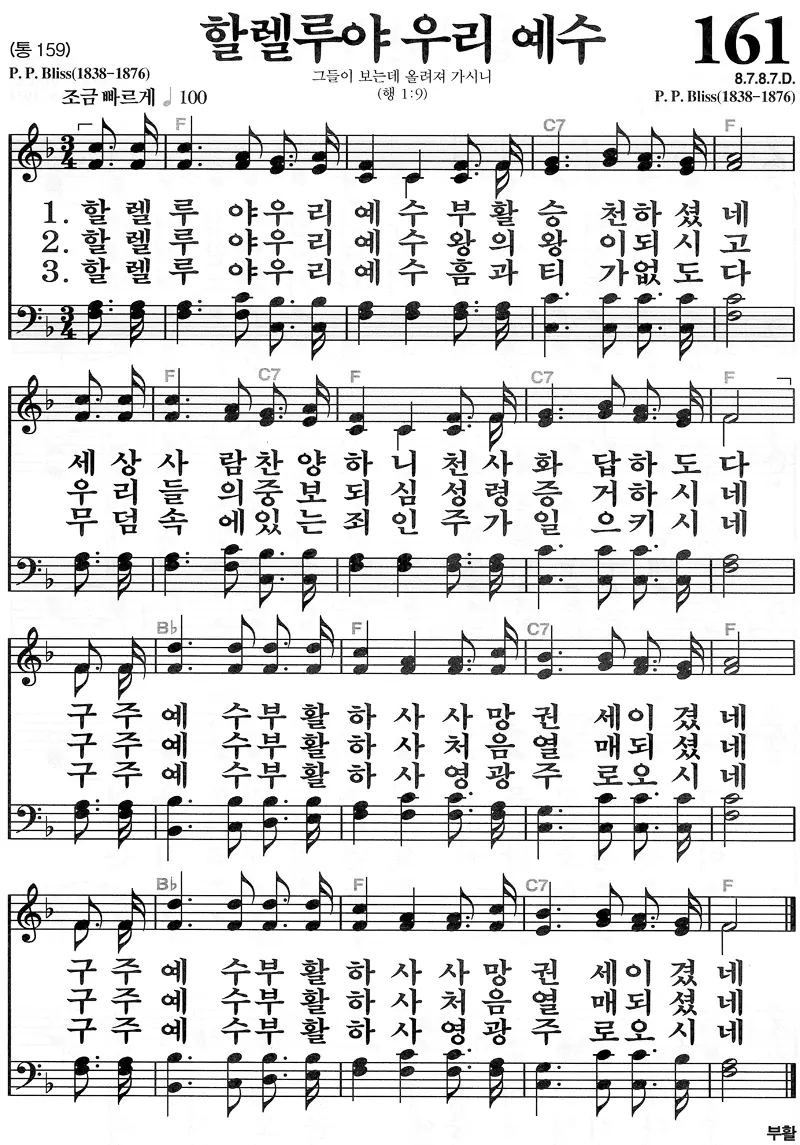 할렐루야 우리 예수
161
(통 159)
P. P. Bliss(1838-1876)
그들이 보는데 올려져 가시니
(행 1:9)
8.7.8.7.D.
P. P. Bliss(1838-1876)
조금 빠르게 ♩ 100
F C7 F
1. 할 렐 루 야 우 리 예 수 부 활 승 천 하 셨 네
2. 할 렐 루 야 우 리 예 수 왕 의 왕 이 되 시 고
3. 할 렐 루 야 우 리 예 수 흠 과 티 가 없 도 다
F C7 F C7 F
세 상 사 람 찬 양 하 니 천 사 화 답 하 도 다
우 리 들 의 중 보 되 심 성 령 증 거 하 시 네
무 덤 속 에 있 는 죄 인 주 가 일 으 키 시 네
B♭ F C7 F
구 주 예 수 부 활 하 사 사 망 권 세 이 겼 네
구 주 예 수 부 활 하 사 처 음 열 매 되 셨 네
구 주 예 수 부 활 하 사 영 광 주 로 오 시 네
B♭ F C7 F
구 주 예 수 부 활 하 사 사 망 권 세 이 겼 네
구 주 예 수 부 활 하 사 처 음 열 매 되 셨 네
구 주 예 수 부 활 하 사 영 광 주 로 오 시 네
부활